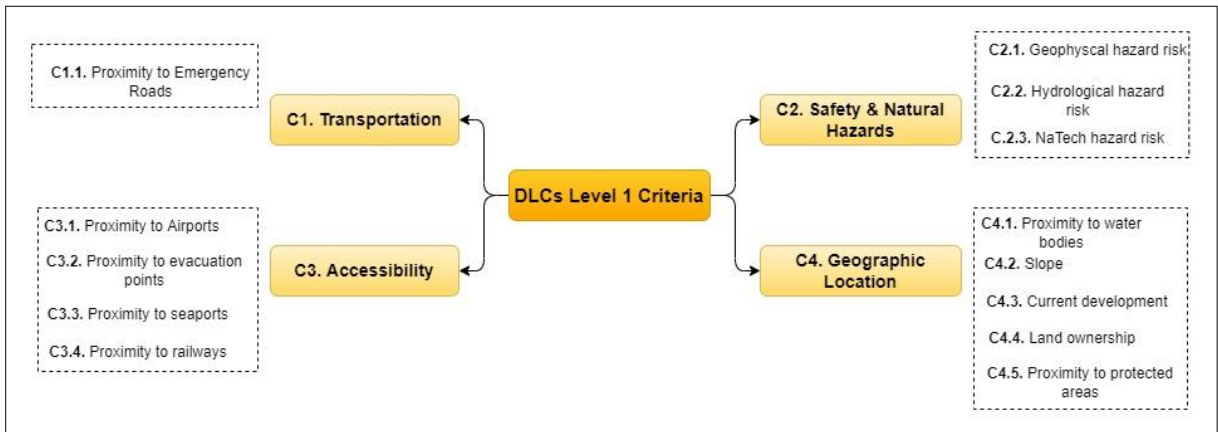 C1.1. Proximity to Emergency
Roads
C1. Transportation
C2. Safety & Natural
Hazards
C2.1. Geophyscal hazard risk
C2.2. Hydrological hazard
risk
C.2.3. NaTech hazard risk
DLCs Level 1 Criteria
C3.1. Proximity to Airports
C3.2. Proximity to evacuation
points
C3.3. Proximity to seaports
C3.4. Proximity to railways
C3. Accessibility
C4. Geographic
Location
C4.1. Proximity to water
bodies
C4.2. Slope
C4.3. Current development
C4.4. Land ownership
C4.5. Proximity to protected
areas